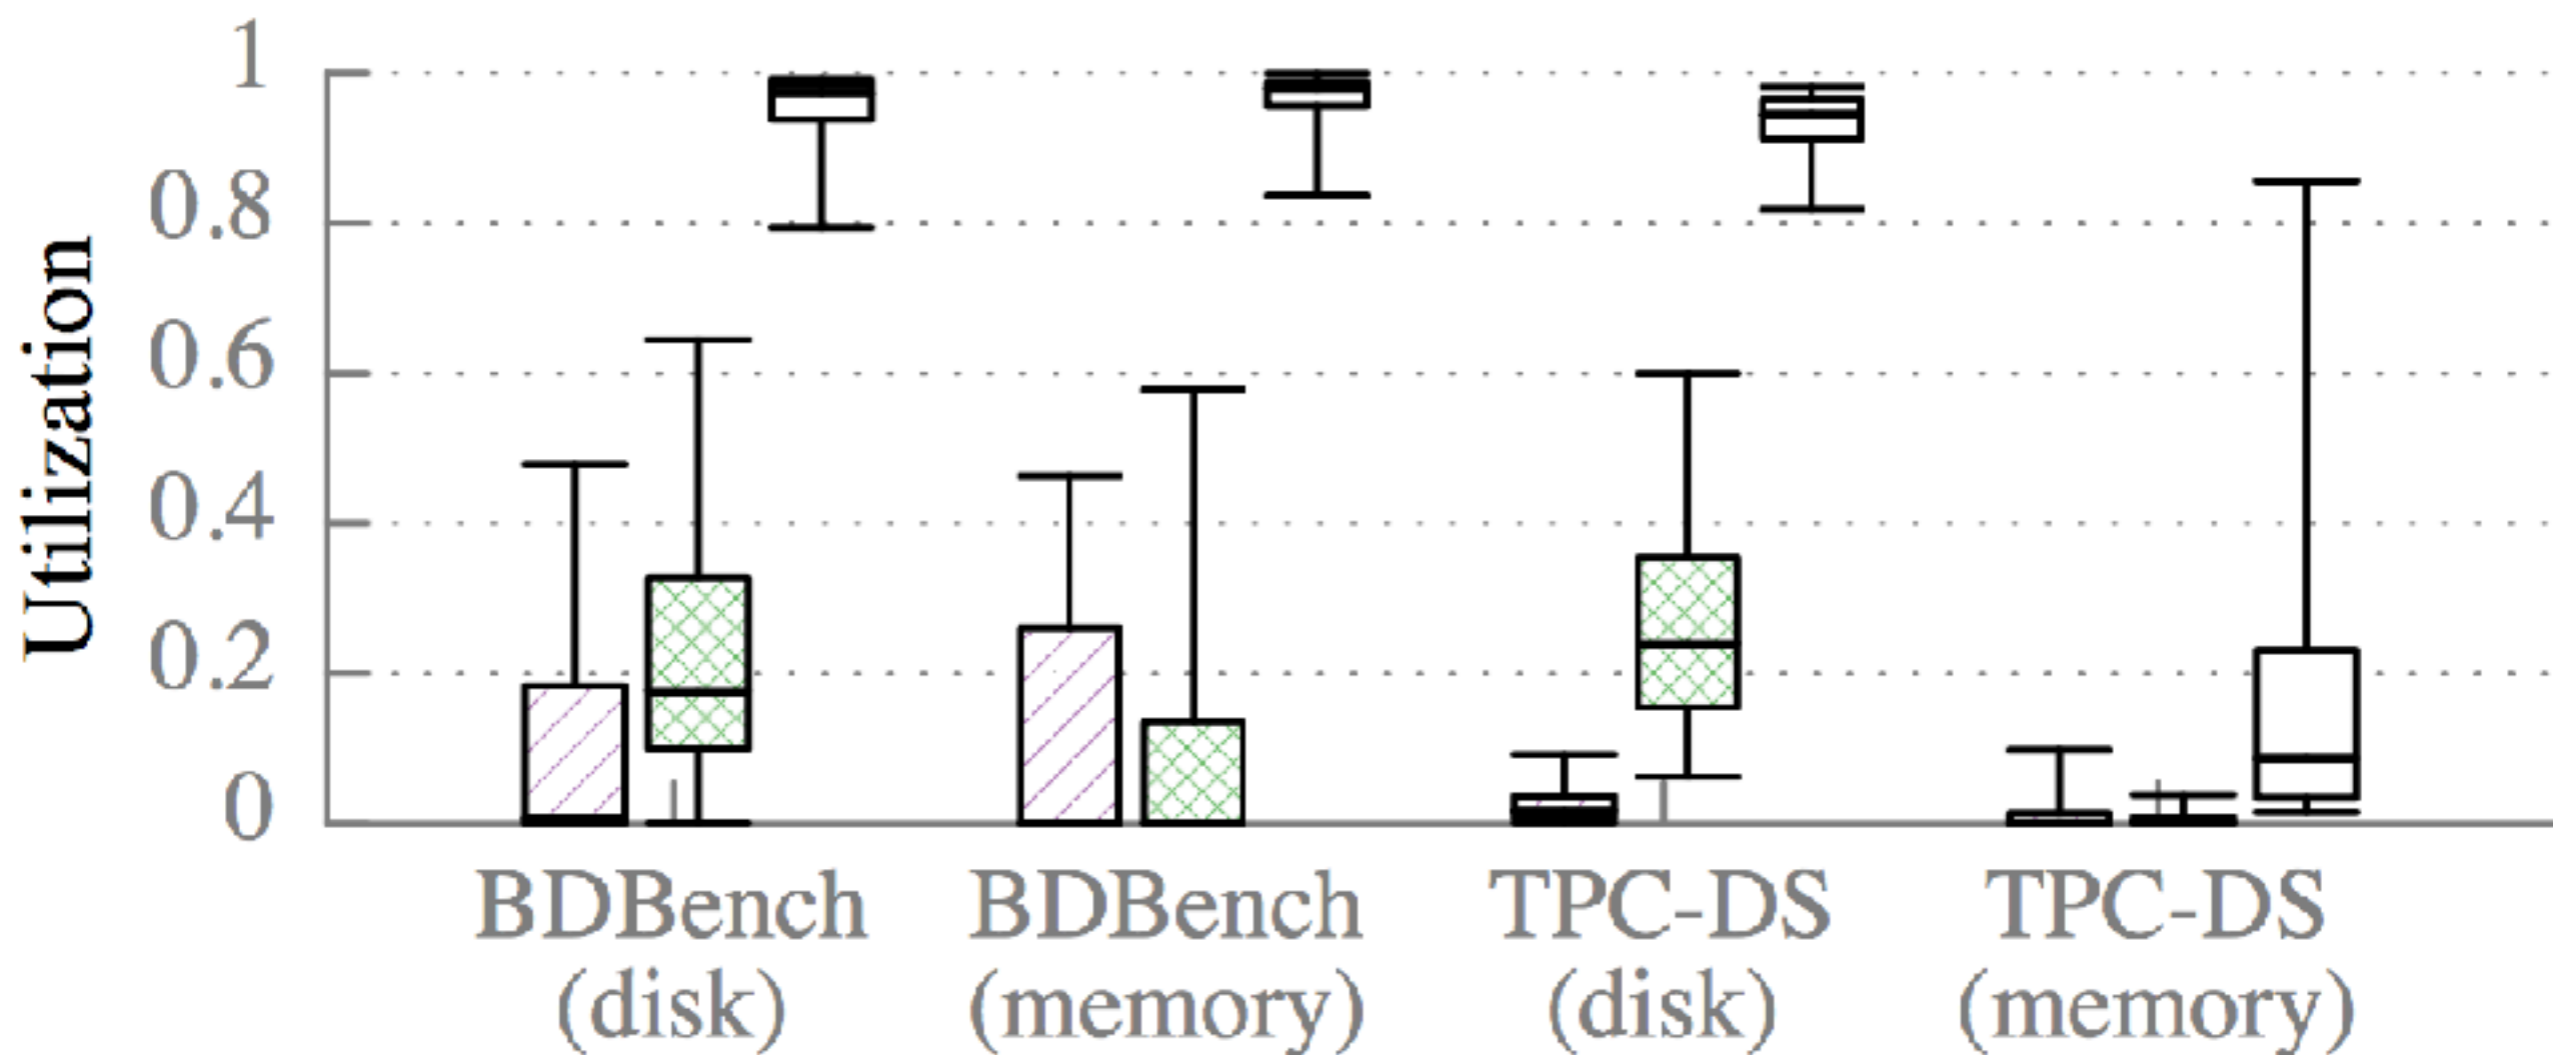 1
0.8
0.6
0.4
0.2
0
Utilization
BDBench
(disk)
BDBench
(memory)
TPC-DS
(disk)
TPC-DS
(memory)